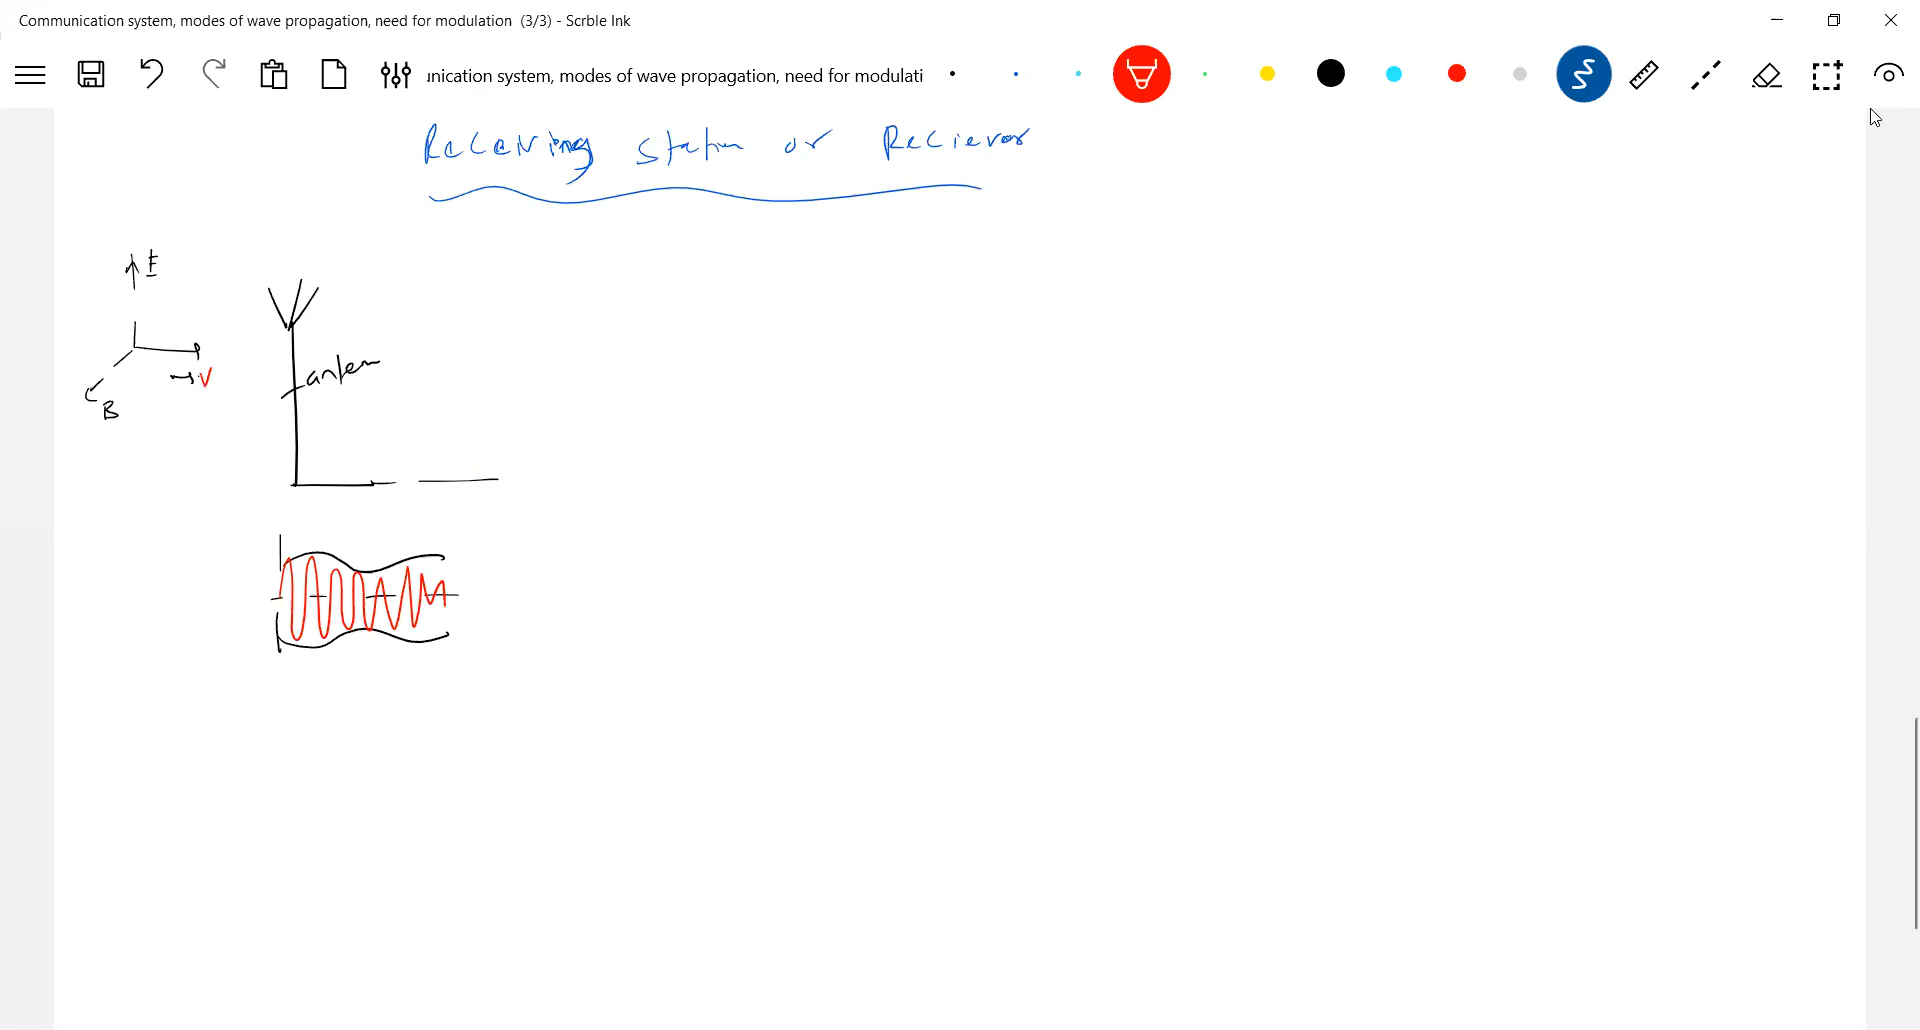 Communication system, modes of wave propagation, need for modulation (3/3) - Scrble Ink
unication system, modes of wave propagation, need for modulati
Receiving station or Reciever
E
V
B
anten